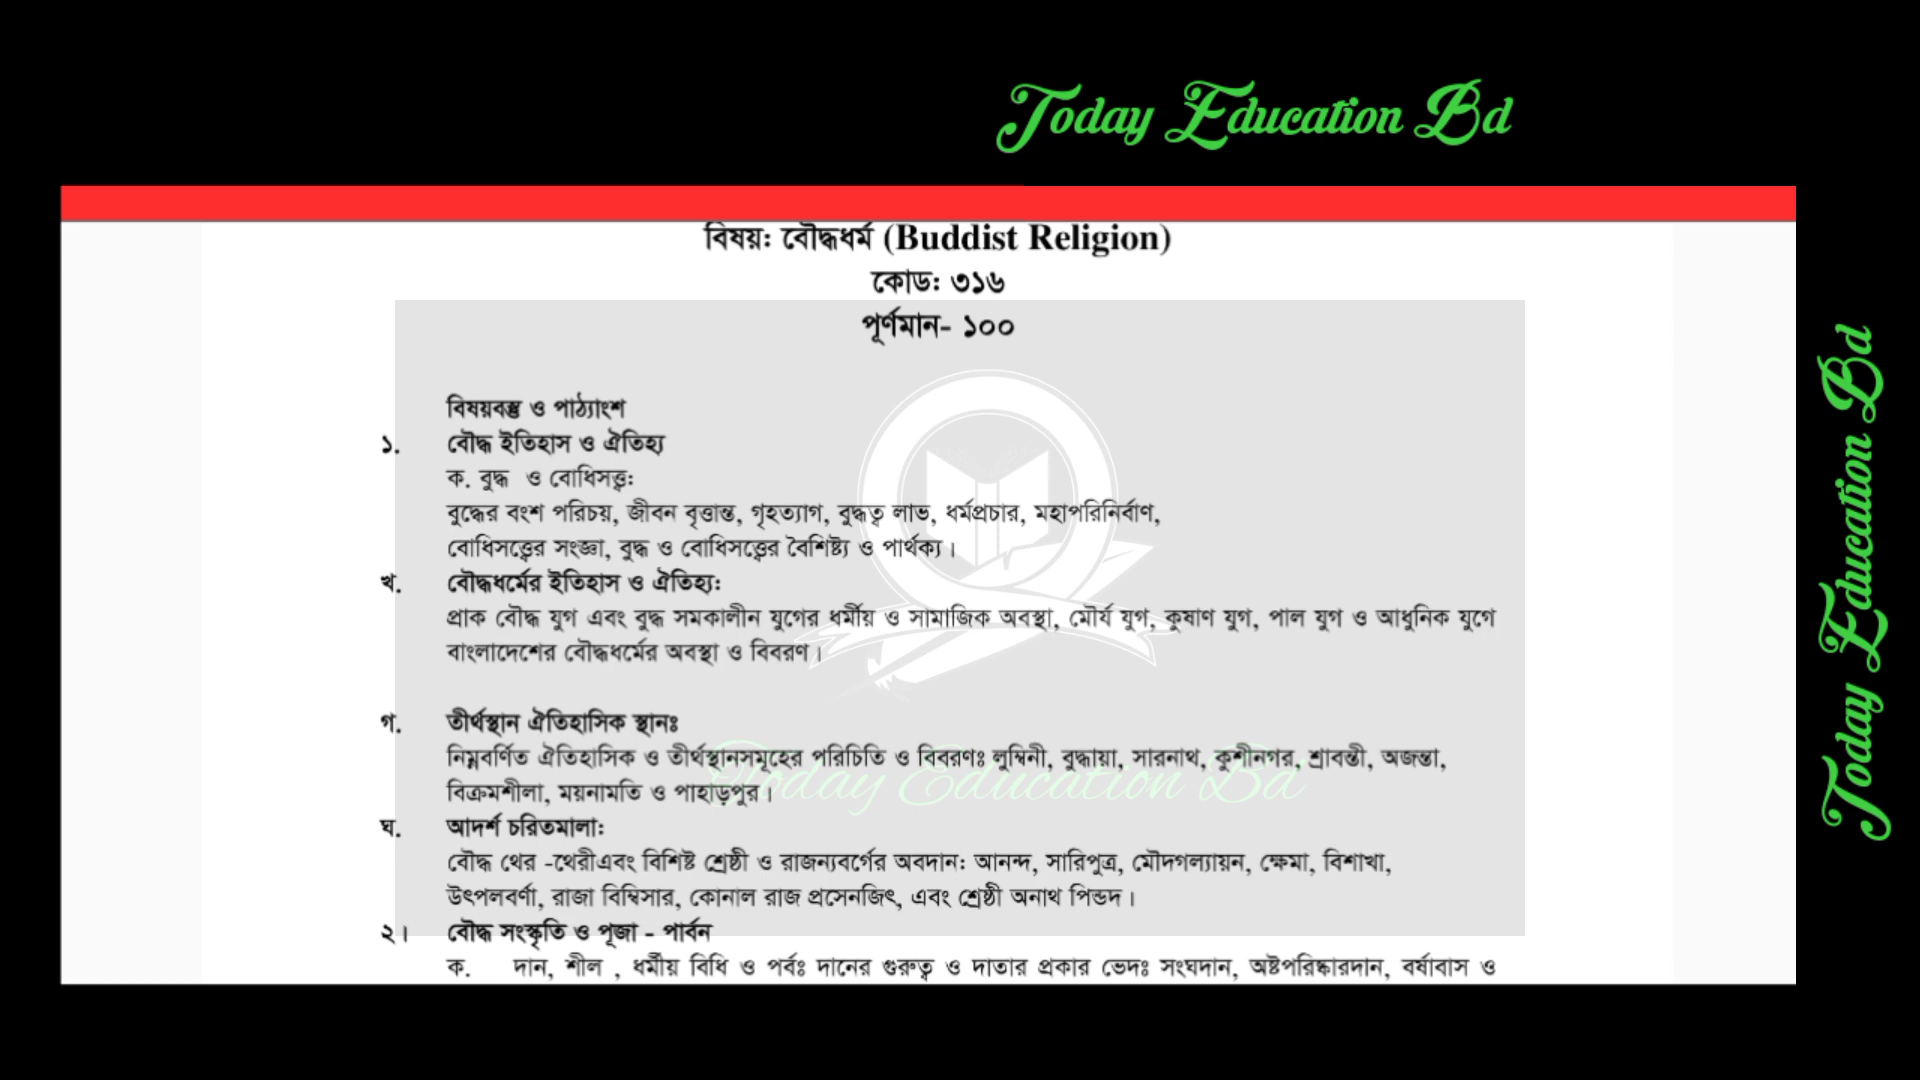 Today Education Bd
বিষয়: বৌদ্ধধর্ম (Buddist Religion)
কোড: ৩১৬
পূর্ণমান- ১০০
বিষয়বস্তু ও পাঠ্যাংশ
১. বৌদ্ধ ইতিহাস ও ঐতিহ্য
ক. বুদ্ধ ও বোধিসত্ত্ব:
বুদ্ধের বংশ পরিচয়, জীবন বৃত্তান্ত, গৃহত্যাগ, বুদ্ধত্ব লাভ, ধর্মপ্রচার, মহাপরিনির্বাণ,
বোধিসত্ত্বের সংজ্ঞা, বুদ্ধ ও বোধিসত্ত্বের বৈশিষ্ট্য ও পার্থক্য।
খ. বৌদ্ধধর্মের ইতিহাস ও ঐতিহ্য:
প্রাক বৌদ্ধ যুগ এবং বুদ্ধ সমকালীন যুগের ধর্মীয় ও সামাজিক অবস্থা, মৌর্য যুগ, কুষাণ যুগ, পাল যুগ ও আধুনিক যুগে
বাংলাদেশের বৌদ্ধধর্মের অবস্থা ও বিবরণ।
গ. তীর্থস্থান ঐতিহাসিক স্থানঃ
নিম্নবর্ণিত ঐতিহাসিক ও তীর্থস্থানসমূহের পরিচিতি ও বিবরণঃ লুম্বিনী, বুদ্ধায়া, সারনাথ, কুশীনগর, শ্রাবন্তী, অজন্তা,
বিক্রমশীলা, ময়নামতি ও পাহাড়পুর।
Today Education Bd
ঘ. আদর্শ চরিতমালা:
বৌদ্ধ থের -থেরীএবং বিশিষ্ট শ্রেষ্ঠী ও রাজন্যবর্গের অবদান: আনন্দ, সারিপুত্র, মৌদগল্যায়ন, ক্ষেমা, বিশাখা,
উৎপলবর্ণা, রাজা বিম্বিসার, কোনাল রাজ প্রসেনজিৎ, এবং শ্রেষ্ঠী অনাথ পিন্ডদ।
২। বৌদ্ধ সংস্কৃতি ও পূজা - পার্বন
ক. দান, শীল , ধর্মীয় বিধি ও পর্বঃ দানের গুরুত্ব ও দাতার প্রকার ভেদঃ সংঘদান, অষ্টপরিষ্কারদান, বর্ষাবাস ও
Today Education Bd